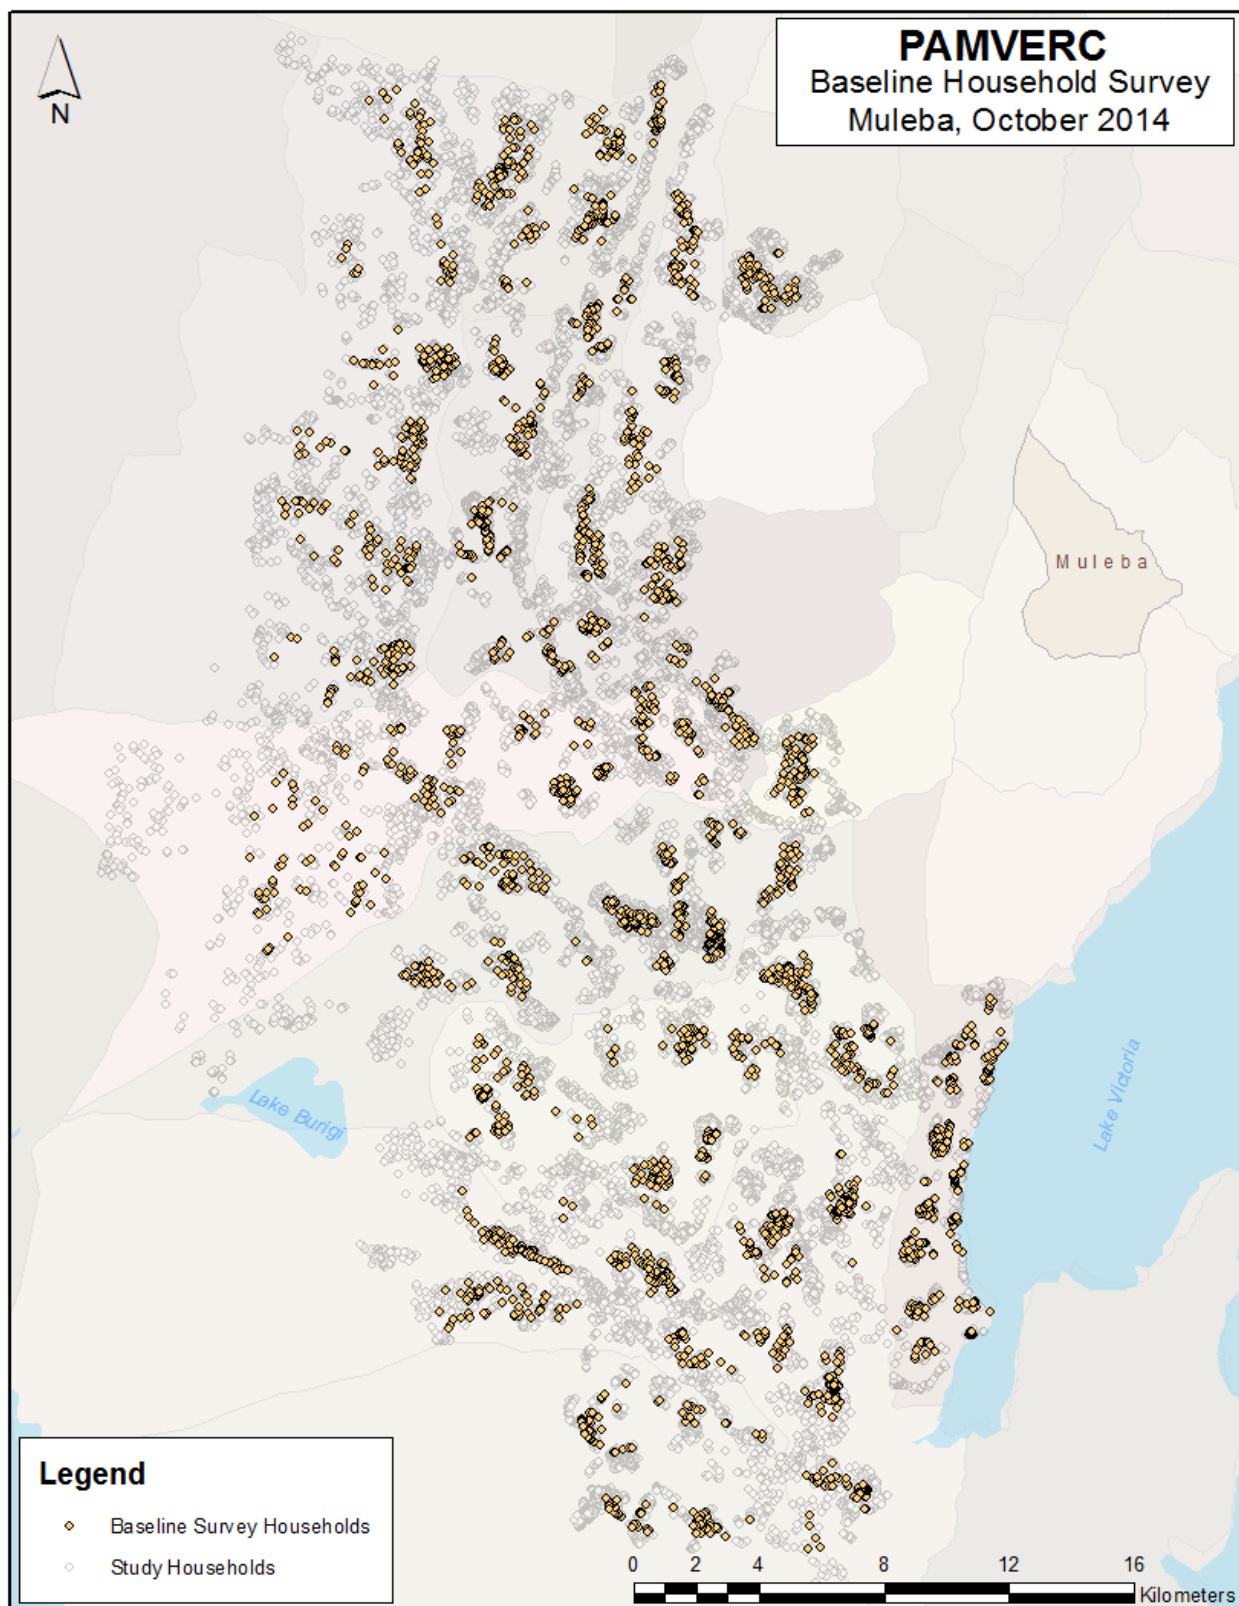 PAMVERC
Baseline Household Survey
Muleba, October 2014
N
Muleba
Lake Victoria
Lake Burigi
Legend
Baseline Survey Households
Study Households
0 2 4 8 12 16
Kilometers